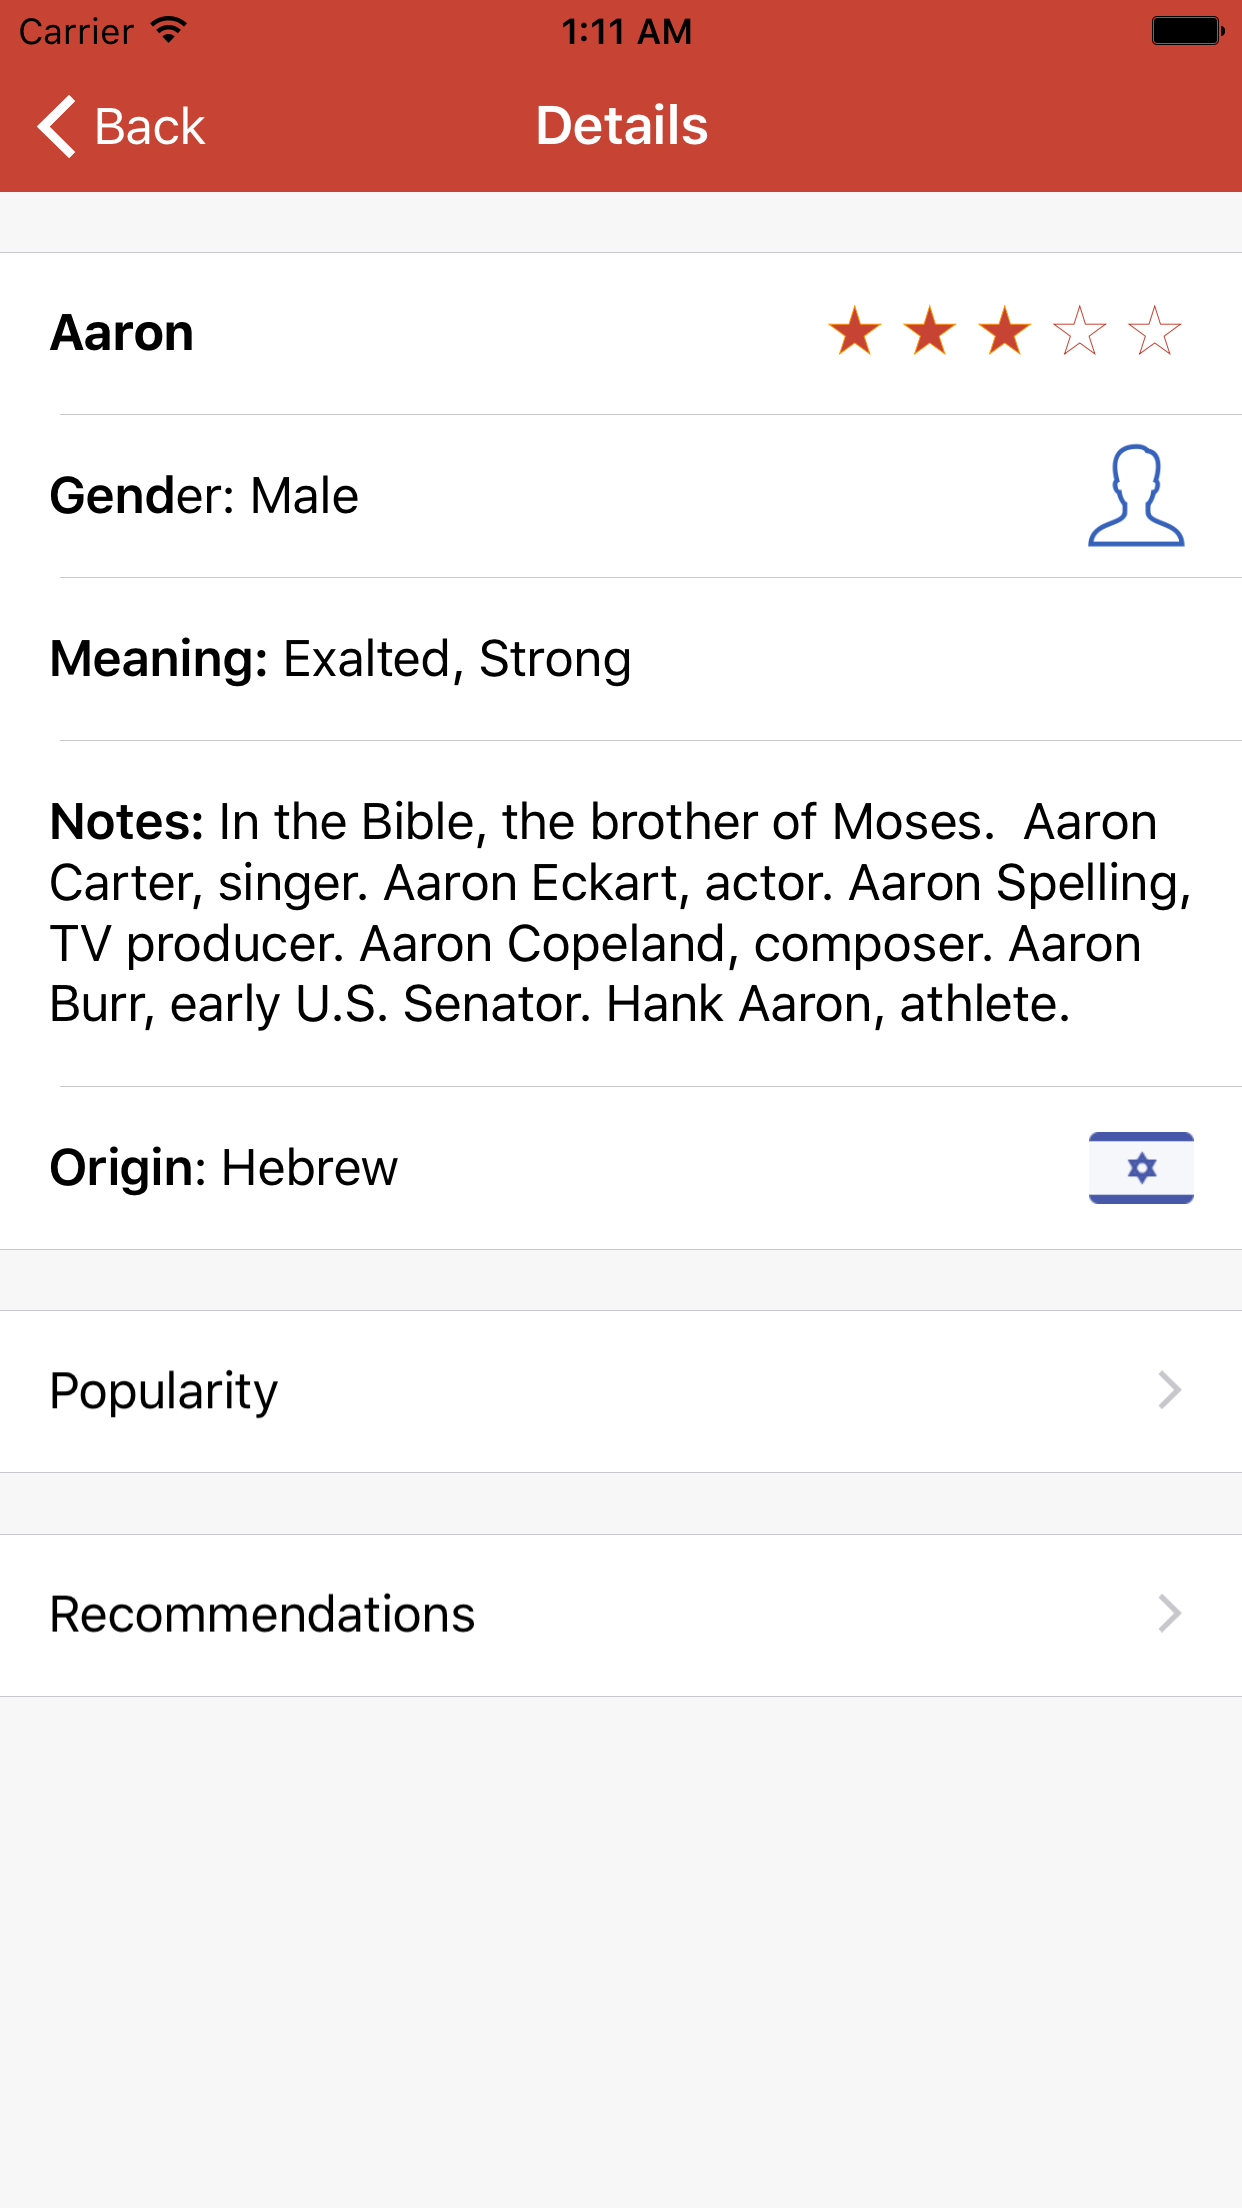 Carrier
1:11 AM
Back
Details
Aaron
Gender: Male
Meaning: Exalted, Strong
Notes: In the Bible, the brother of Moses.  Aaron
Carter, singer. Aaron Eckart, actor. Aaron Spelling,
TV producer. Aaron Copeland, composer. Aaron
Burr, early U.S. Senator. Hank Aaron, athlete.
Origin: Hebrew
Popularity
Recommendations